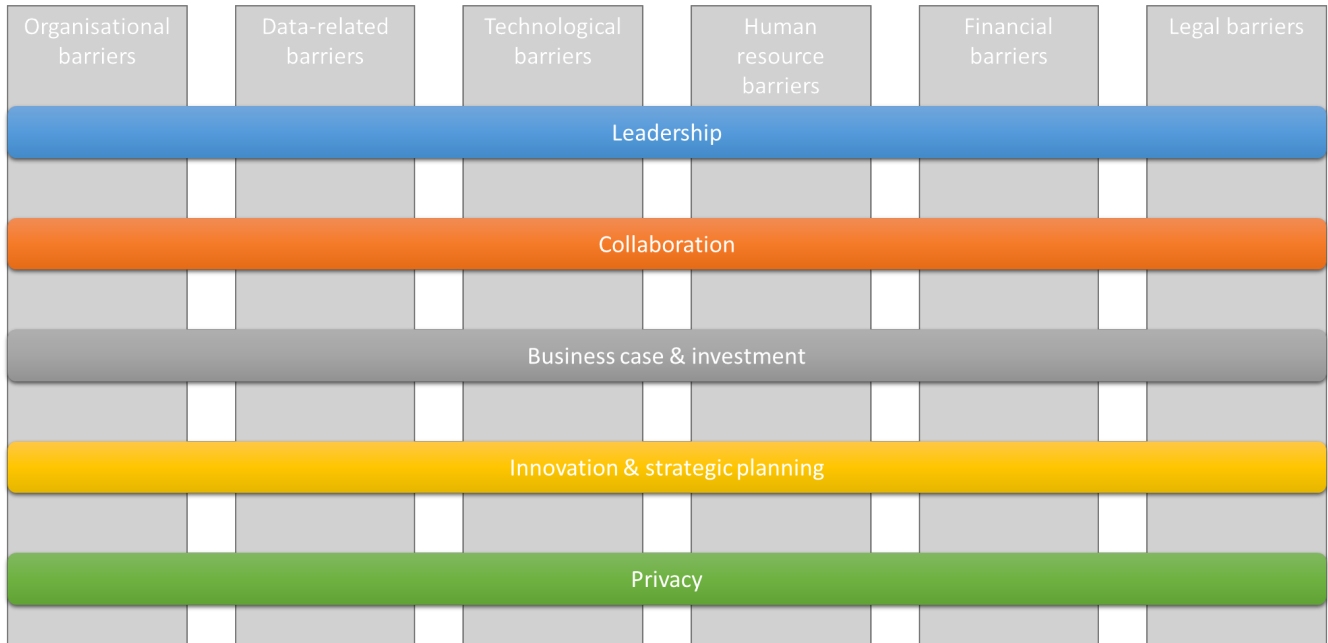 Organisational
barriers
Data-related
barriers
Technological
barriers
Human
resource
barriers
Financial
barriers
Legal barriers
Leadership
Collaboration
Business case & investment
Innovation & strategic planning
Privacy